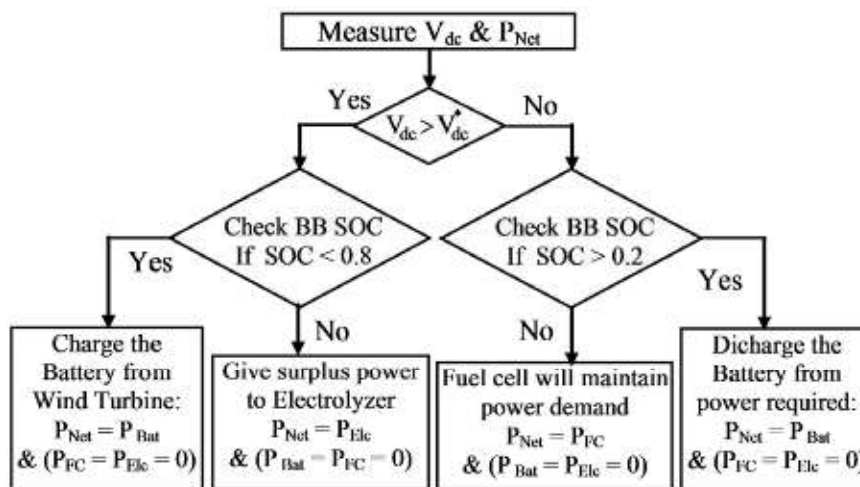 Measure V_dc & P_Net
Yes
No
V_dc > V*_dc
Check BB SOC
If SOC < 0.8
Check BB SOC
If SOC > 0.2
Yes
No
No
Yes
Charge the
Battery from
Wind Turbine:
P_Net = P_Bat
& (P_FC = P_Elc = 0)
Give surplus power
to Electrolyzer
P_Net = P_Elc
& (P_Bat = P_FC = 0)
Fuel cell will maintain
power demand
P_Net = P_FC
& (P_Bat = P_Elc = 0)
Dicharge the
Battery from
power required:
P_Net = P_Bat
& (P_FC = P_Elc = 0)